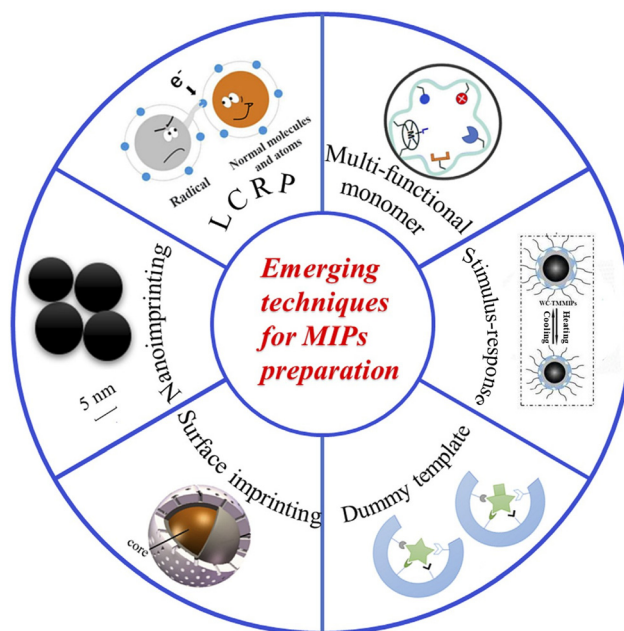 Emerging
techniques
for MIPs
preparation
LCRP
e-
Radical
Normal molecules
and atoms
Multi-functional
monomer
M
Stimulus-response
WC-TMMIPs
Heating
Cooling
Dummy template
Surface imprinting
core
Nanoimprinting
5 nm